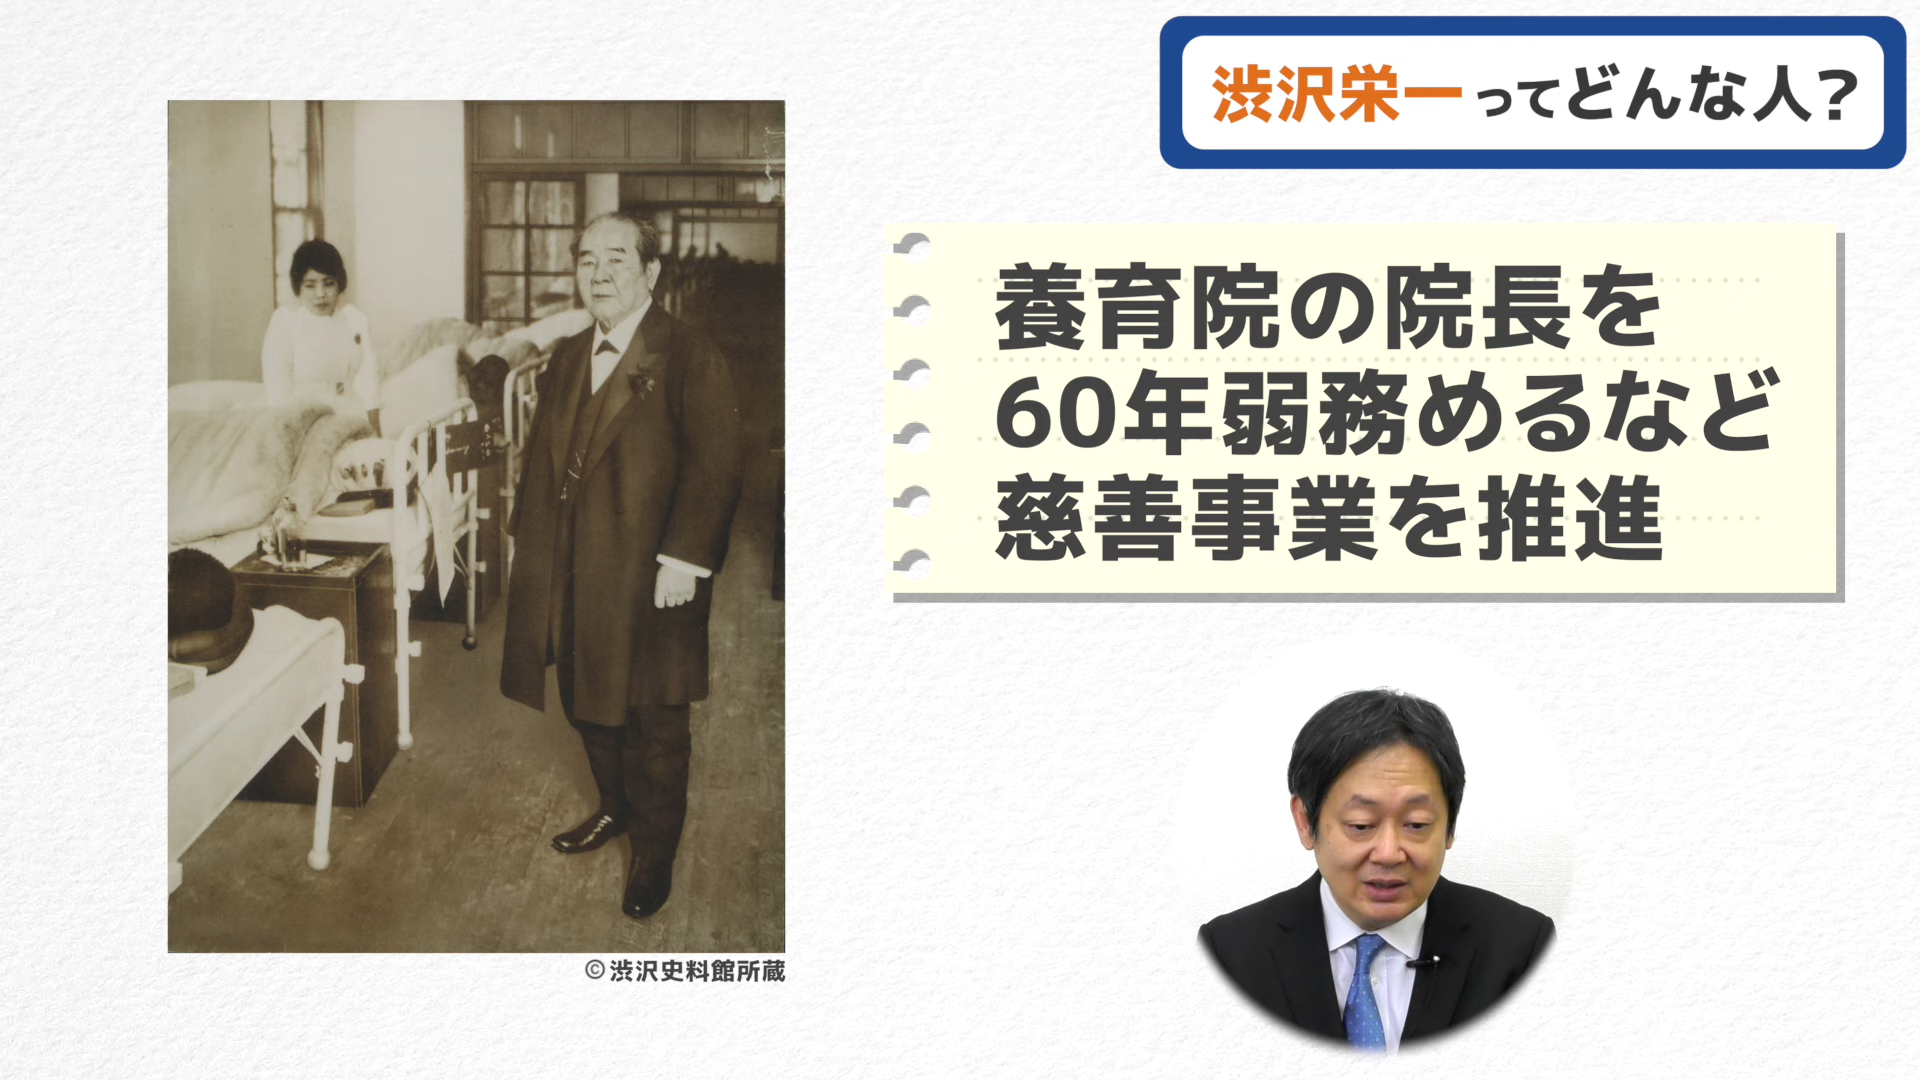 渋沢栄一ってどんな人?
養育院の院長を
60年弱務めるなど
慈善事業を推進
©渋沢史料館所蔵